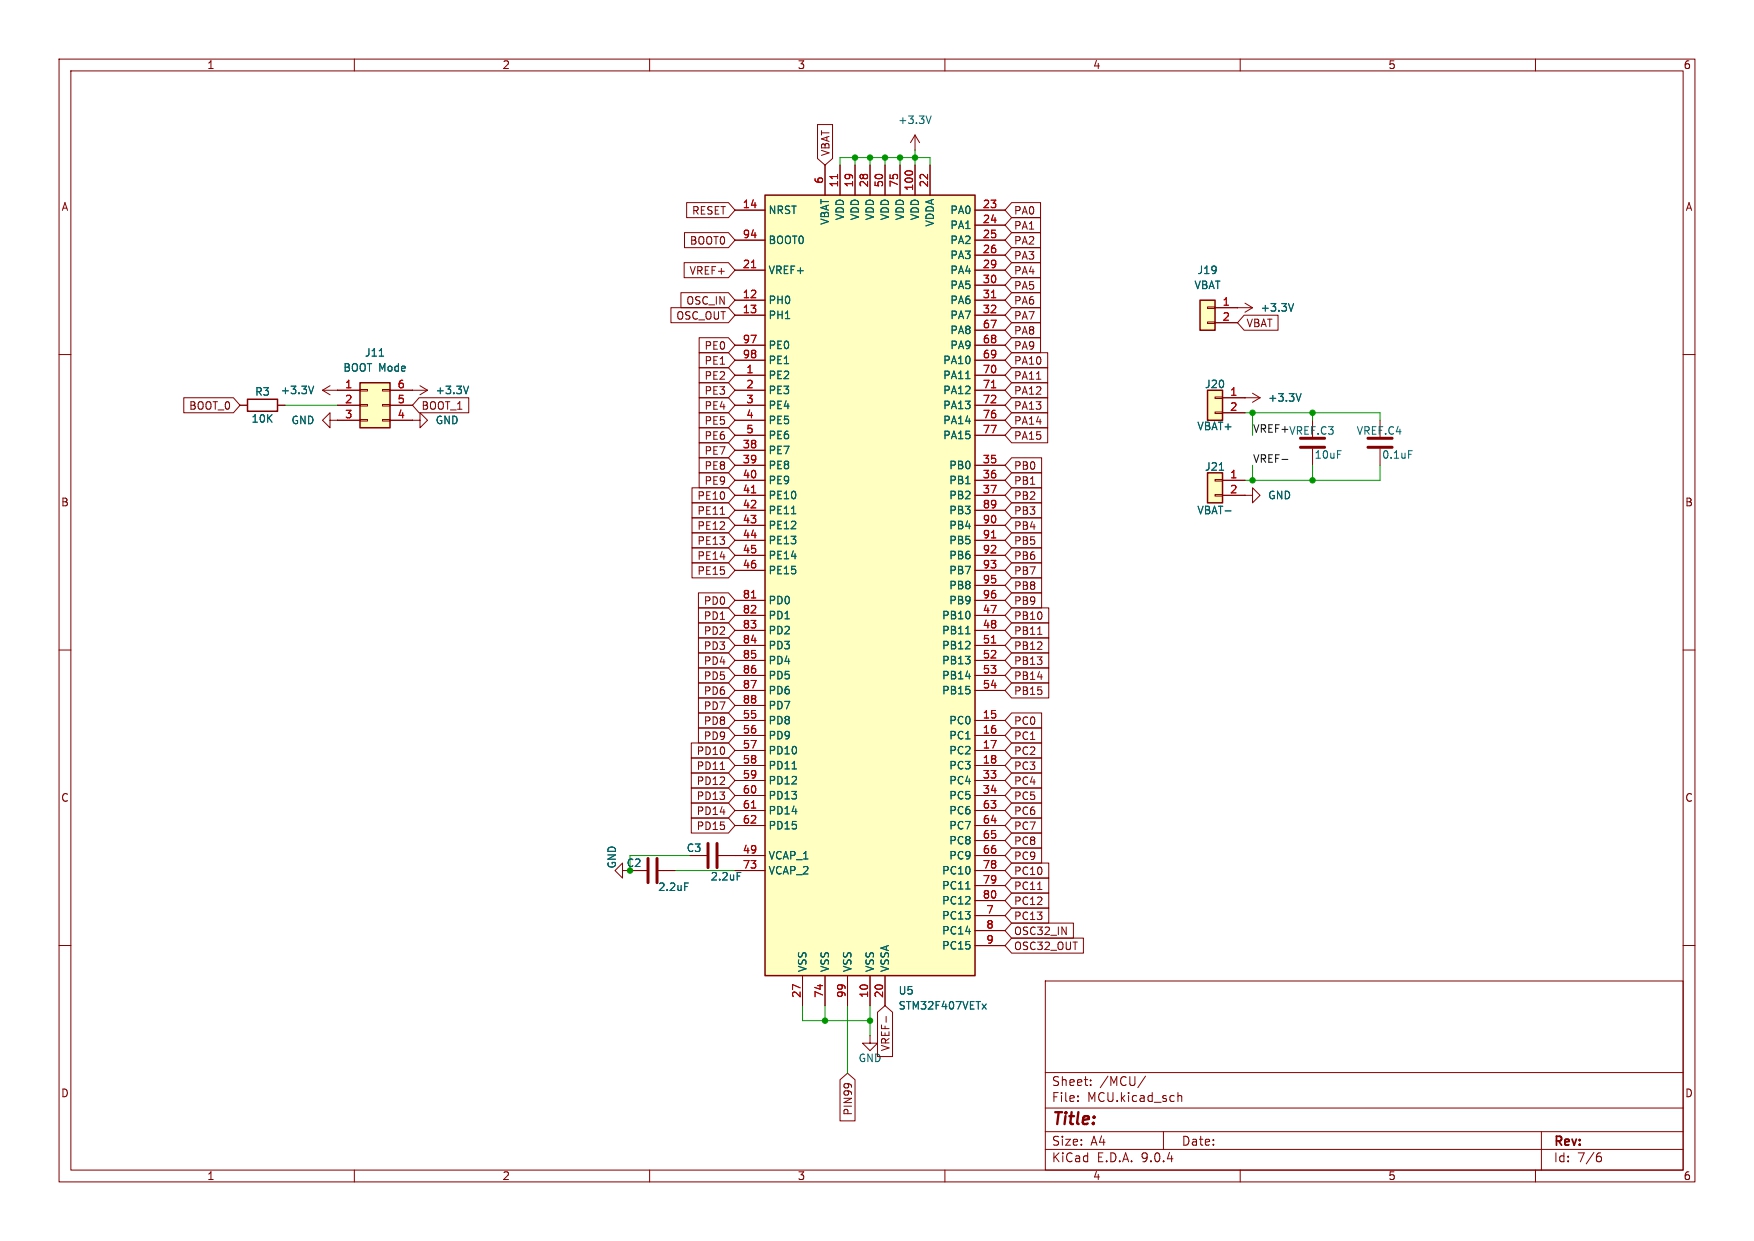 1 2 3 4 5 6
+3.3V
VBAT
6 11 19 28 50 75 100 22
VBAT VDD VDD VDD VDD VDD VDD VDDA
A A
RESET 14 NRST PA0 23 PA0
PA1 24 PA1
BOOT0 94 BOOT0 PA2 25 PA2
PA3 26 PA3
VREF+ 21 VREF+ PA4 29 PA4
PA5 30 PA5
OSC_IN 12 PH0 PA6 31 PA6
OSC_OUT 13 PH1 PA7 32 PA7
PA8 67 PA8
PE0 97 PE0 PA9 68 PA9
PE1 98 PE1 PA10 69 PA10
PE2 1 PE2 PA11 70 PA11
PE3 2 PE3 PA12 71 PA12
PE4 3 PE4 PA13 72 PA13
PE5 4 PE5 PA14 76 PA14
PE6 5 PE6 PA15 77 PA15
PE7 38 PE7
PE8 39 PE8 PB0 35 PB0
PE9 40 PE9 PB1 36 PB1
PE10 41 PE10 PB2 37 PB2
PE11 42 PE11 PB3 89 PB3
PE12 43 PE12 PB4 90 PB4
PE13 44 PE13 PB5 91 PB5
PE14 45 PE14 PB6 92 PB6
PE15 46 PE15 PB7 93 PB7
PB8 95 PB8
PD0 81 PD0 PB9 96 PB9
PD1 82 PD1 PB10 47 PB10
PD2 83 PD2 PB11 48 PB11
PD3 84 PD3 PB12 51 PB12
PD4 85 PD4 PB13 52 PB13
PD5 86 PD5 PB14 53 PB14
PD6 87 PD6 PB15 54 PB15
PD7 88 PD7
PD8 55 PD8 PC0 15 PC0
PD9 56 PD9 PC1 16 PC1
PD10 57 PD10 PC2 17 PC2
PD11 58 PD11 PC3 18 PC3
PD12 59 PD12 PC4 33 PC4
PD13 60 PD13 PC5 34 PC5
PD14 61 PD14 PC6 63 PC6
PD15 62 PD15 PC7 64 PC7
PC8 65 PC8
GND C3 49 VCAP_1 PC9 66 PC9
C2 73 VCAP_2 PC10 78 PC10
2.2uF 2.2uF
PC11 79 PC11
PC12 80 PC12
PC13 7 PC13
PC14 8 OSC32_IN
PC15 9 OSC32_OUT
VSS VSS VSS VSS VSSA
27 74 99 10 20
U5
STM32F407VETx
VREF-
GND
PIN99
J11
BOOT Mode
R3 +3.3V 1 6 +3.3V
BOOT_0 2 5 BOOT_1
10K GND 3 4 GND
J19
VBAT
1 +3.3V
2 VBAT
J20
1 +3.3V
2
VBAT+ VREF+ VREF.C3 VREF.C4
10uF 0.1uF
VREF-
J21
1
2 GND
VBAT-
B B
C C
D D
Sheet: /MCU/
File: MCU.kicad_sch
Title:
Size: A4 Date: Rev:
KiCad E.D.A. 9.0.4 Id: 7/6
1 2 3 4 5 6